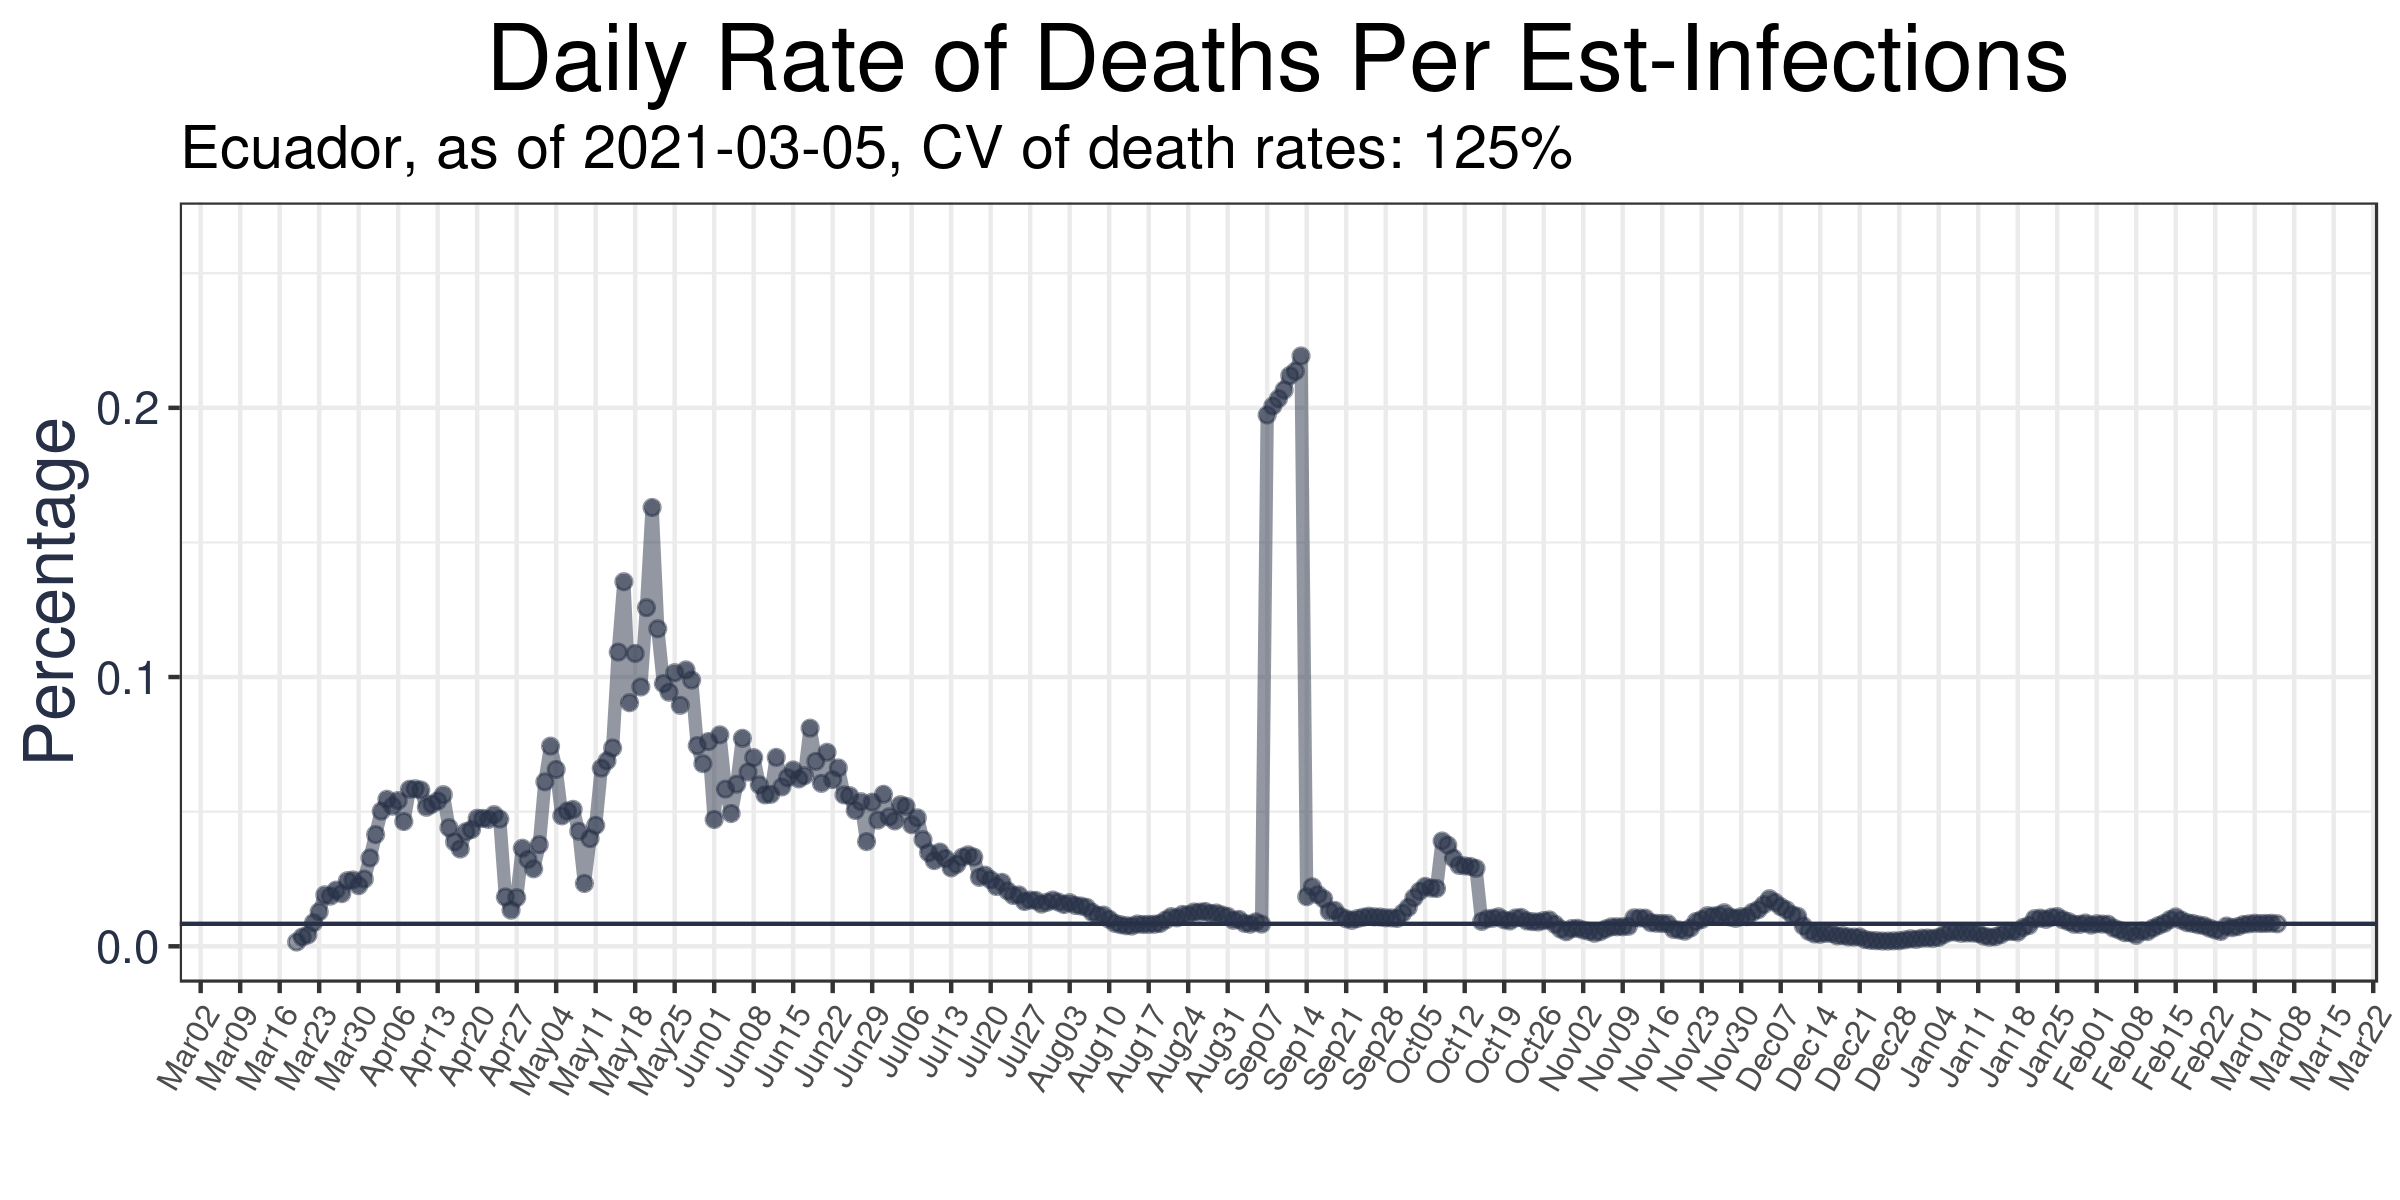 Daily Rate of Deaths Per Est-Infections
Ecuador, as of 2021-03-05, CV of death rates: 125%
Percentage
0.2
0.1
0.0
Mar02
Mar09
Mar16
Mar23
Mar30
Apr06
Apr13
Apr20
Apr27
May04
May11
May18
May25
Jun01
Jun08
Jun15
Jun22
Jun29
Jul06
Jul13
Jul20
Jul27
Aug03
Aug10
Aug17
Aug24
Aug31
Sep07
Sep14
Sep21
Sep28
Oct05
Oct12
Oct19
Oct26
Nov02
Nov09
Nov16
Nov23
Nov30
Dec07
Dec14
Dec21
Dec28
Jan04
Jan11
Jan18
Jan25
Feb01
Feb08
Feb15
Feb22
Mar01
Mar08
Mar15
Mar22